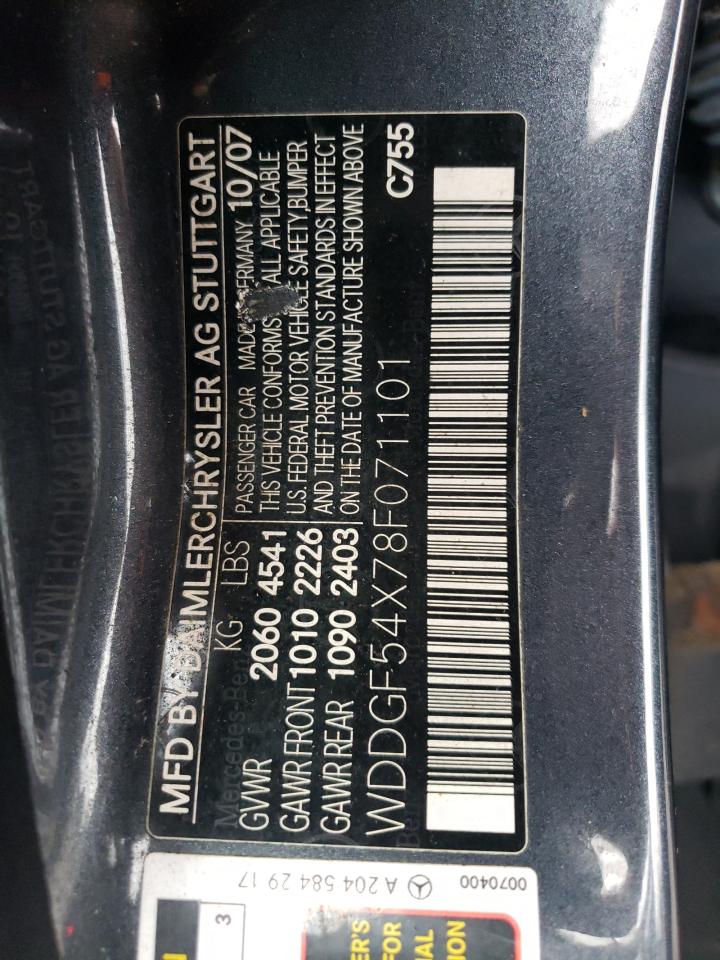 MFD BY DAIMLERCHRYSLER AG STUTTGART
KG LBS PASSENGER CAR MADE GERMANY 10/07
GVWR 2060 4541 THIS VEHICLE CONFORMS ALL APPLICABLE
GAWR FRONT 1010 2226 U.S. FEDERAL MOTOR VEHICLE SAFETY BUMPER
AND THEFT PREVENTION STANDARDS IN EFFECT
GAWR REAR 1090 2403 ON THE DATE OF MANUFACTURE SHOWN ABOVE
WDDGF54X78F071101 C755
0070400
A 204 584 29 17
3